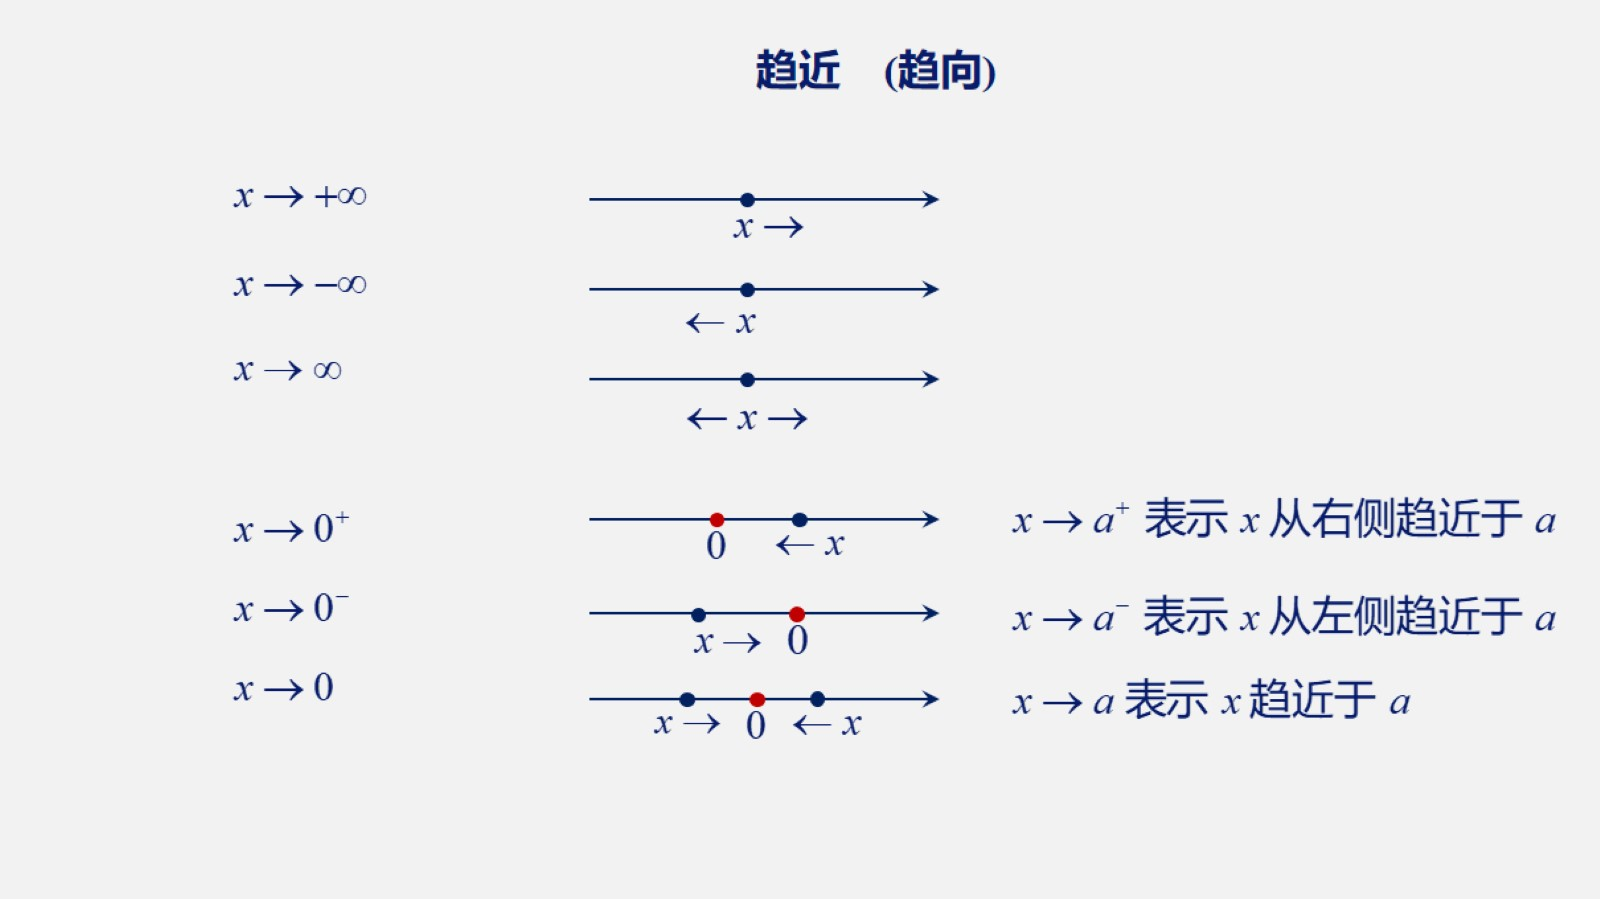 趋近 (趋向)
x → +∞
x →
x → −∞
← x
x → ∞
← x →
x → 0⁺
0 ← x
x → a⁺ 表示 x 从右侧趋近于 a
x → 0⁻
x → 0
x → a⁻ 表示 x 从左侧趋近于 a
x → 0
x → 0 ← x
x → a 表示 x 趋近于 a